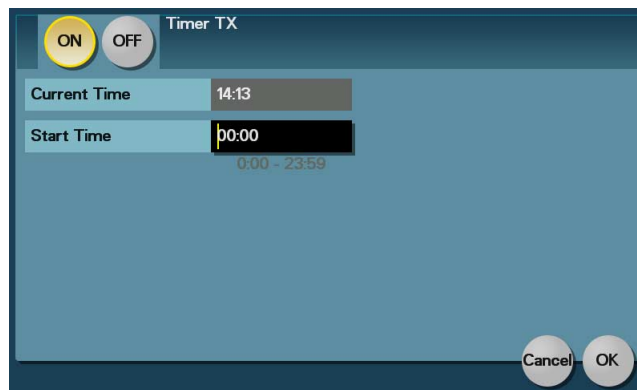 Timer TX
ON OFF
Current Time 14:13
Start Time 00:00
0:00 - 23:59
Cancel OK